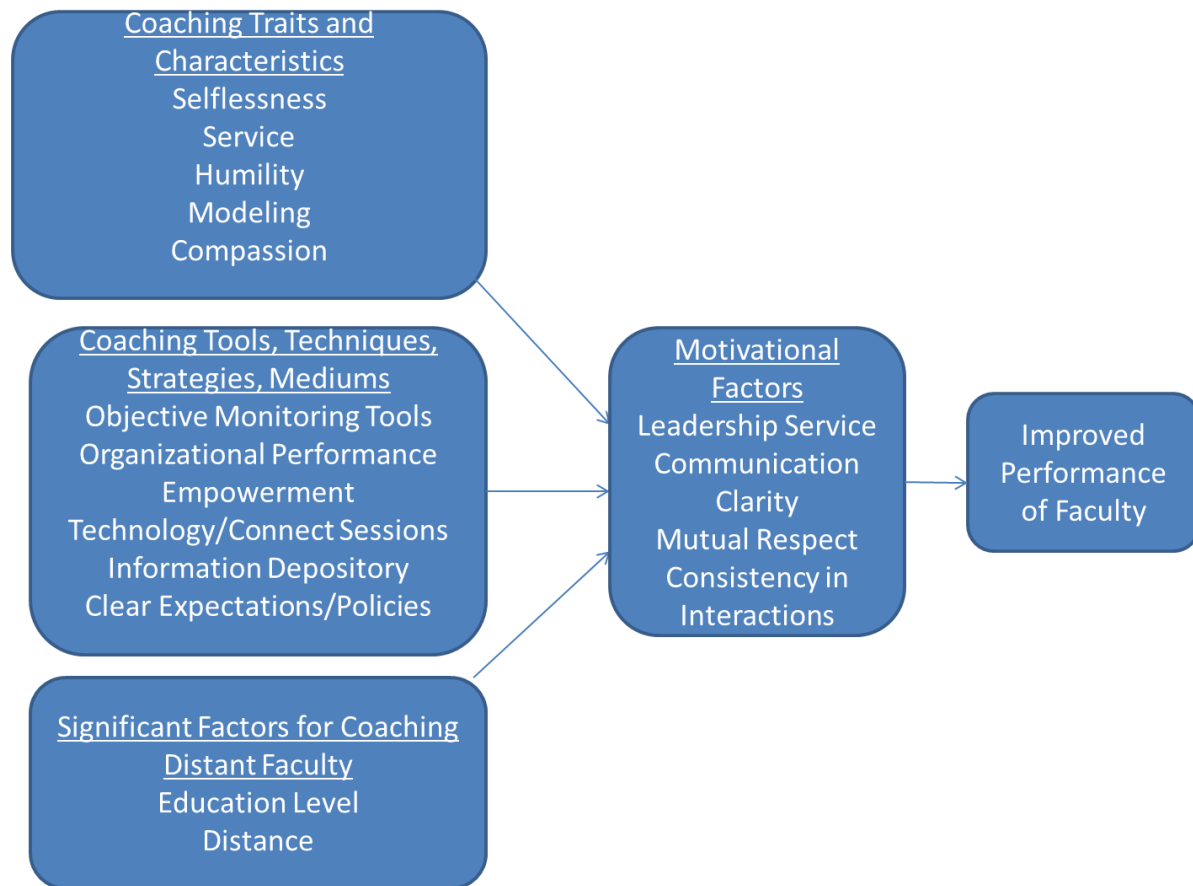 Coaching Traits and
Characteristics
Selflessness
Service
Humility
Modeling
Compassion
Coaching Tools, Techniques,
Strategies, Mediums
Objective Monitoring Tools
Organizational Performance
Empowerment
Technology/Connect Sessions
Information Depository
Clear Expectations/Policies
Significant Factors for Coaching
Distant Faculty
Education Level
Distance
Motivational
Factors
Leadership Service
Communication
Clarity
Mutual Respect
Consistency in
Interactions
Improved
Performance
of Faculty